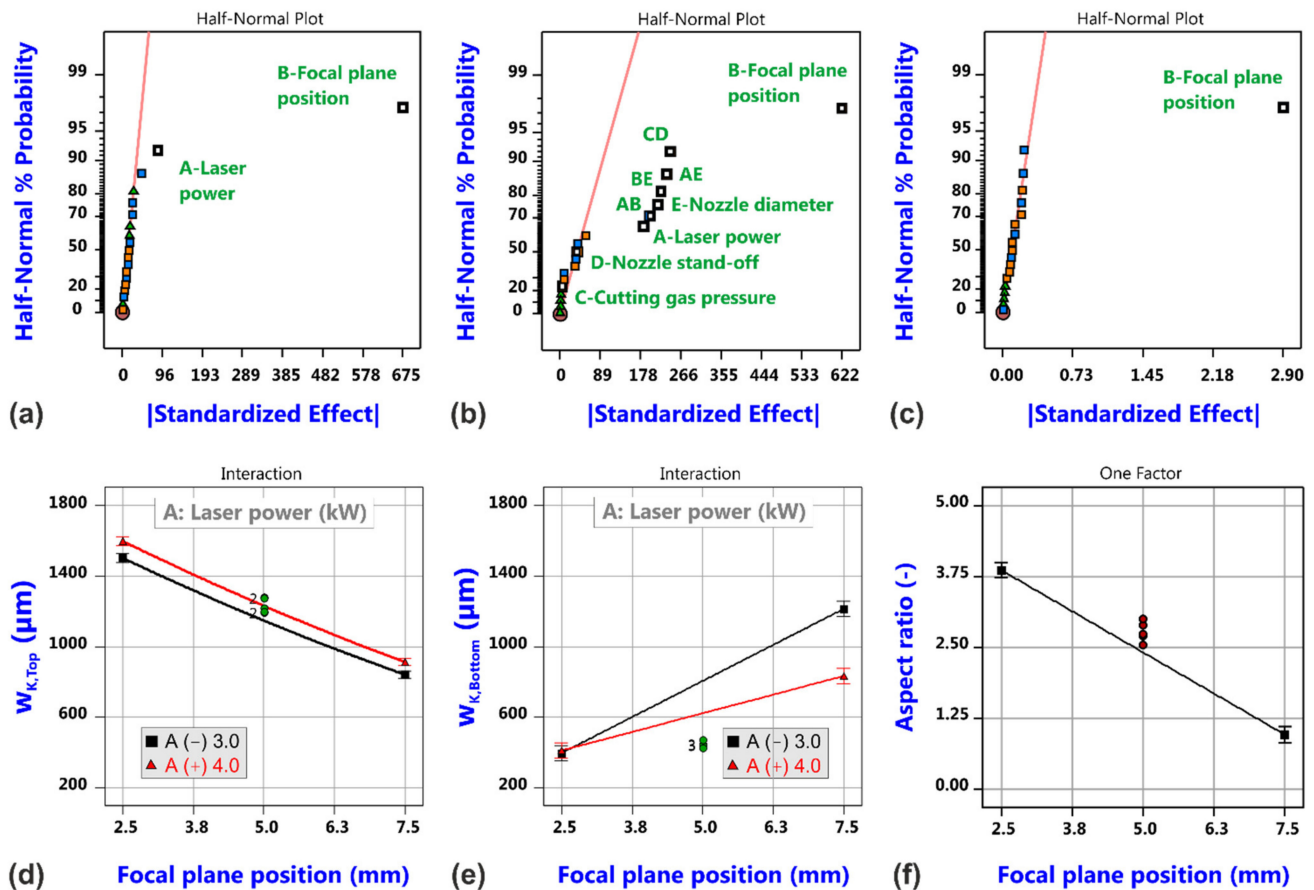 Half-Normal Plot
Half-Normal % Probability
99
95
90
80
70
50
20
0
B-Focal plane
position
A-Laser
power
0 96 193 289 385 482 578 675
(a)
|Standardized Effect|
Half-Normal Plot
Half-Normal % Probability
99
95
90
80
70
50
20
0
B-Focal plane
position
CD
AE
BE
AB
E-Nozzle diameter
A-Laser power
D-Nozzle stand-off
C-Cutting gas pressure
0 89 178 266 355 444 533 622
(b)
|Standardized Effect|
Half-Normal Plot
Half-Normal % Probability
99
95
90
80
70
50
20
0
B-Focal plane
position
0.00 0.73 1.45 2.18 2.90
(c)
|Standardized Effect|
Interaction
A: Laser power (kW)
wK,Top (µm)
1800
1400
1000
600
200
2
2
A (−) 3.0
A (+) 4.0
2.5 3.8 5.0 6.3 7.5
(d)
Focal plane position (mm)
Interaction
A: Laser power (kW)
wK,Bottom (µm)
1800
1400
1000
600
200
3
A (−) 3.0
A (+) 4.0
2.5 3.8 5.0 6.3 7.5
(e)
Focal plane position (mm)
One Factor
Aspect ratio (-)
5.00
3.75
2.50
1.25
0.00
2.5 3.8 5.0 6.3 7.5
(f)
Focal plane position (mm)